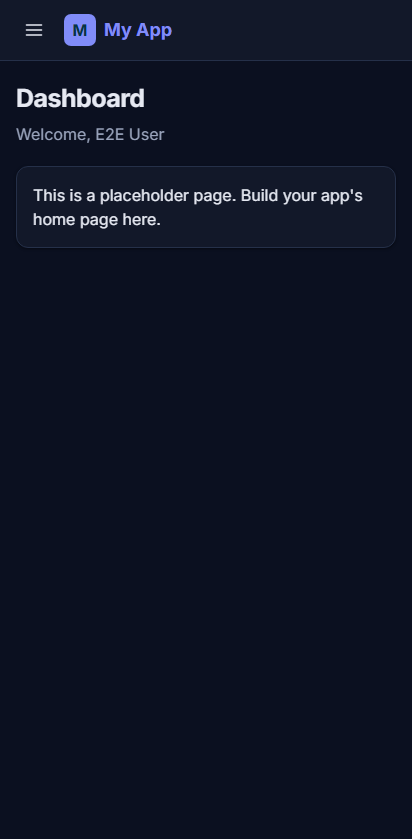 M My App
Dashboard
Welcome, E2E User
This is a placeholder page. Build your app's
home page here.